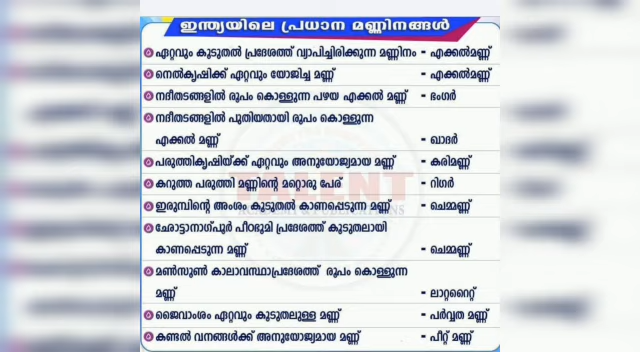 ഇന്ത്യയിലെ പ്രധാന മണ്ണിനങ്ങൾ
ഏറ്റവും കൂടുതൽ പ്രദേശത്ത് വ്യാപിച്ചിരിക്കുന്ന മണ്ണിനം - എക്കൽമണ്ണ്
നെൽകൃഷിക്ക് ഏറ്റവും യോജിച്ച മണ്ണ് - എക്കൽമണ്ണ്
നദീതടങ്ങളിൽ രൂപം കൊള്ളുന്ന പഴയ എക്കൽ മണ്ണ് - ഭംഗർ
നദീതടങ്ങളിൽ പുതിയതായി രൂപം കൊള്ളുന്ന
എക്കൽ മണ്ണ് - ഖാദർ
പരുത്തികൃഷിയ്ക്ക് ഏറ്റവും അനുയോജ്യമായ മണ്ണ് - കരിമണ്ണ്
കറുത്ത പരുത്തി മണ്ണിന്റെ മറ്റൊരു പേര് - റിഗർ
ഇരുമ്പിന്റെ അംശം കൂടുതൽ കാണപ്പെടുന്ന മണ്ണ് - ചെമ്മണ്ണ്
ഛോട്ടാനാഗ്പൂർ പീഠഭൂമി പ്രദേശത്ത് കൂടുതലായി
കാണപ്പെടുന്ന മണ്ണ് - ചെമ്മണ്ണ്
മൺസൂൺ കാലാവസ്ഥാപ്രദേശത്ത് രൂപം കൊള്ളുന്ന
മണ്ണ് - ലാറ്ററൈറ്റ്
ജൈവാംശം ഏറ്റവും കൂടുതലുള്ള മണ്ണ് - പർവ്വത മണ്ണ്
കണ്ടൽ വനങ്ങൾക്ക് അനുയോജ്യമായ മണ്ണ് - പീറ്റ് മണ്ണ്
TALENT
ACADEMY & PUBLICATIONS